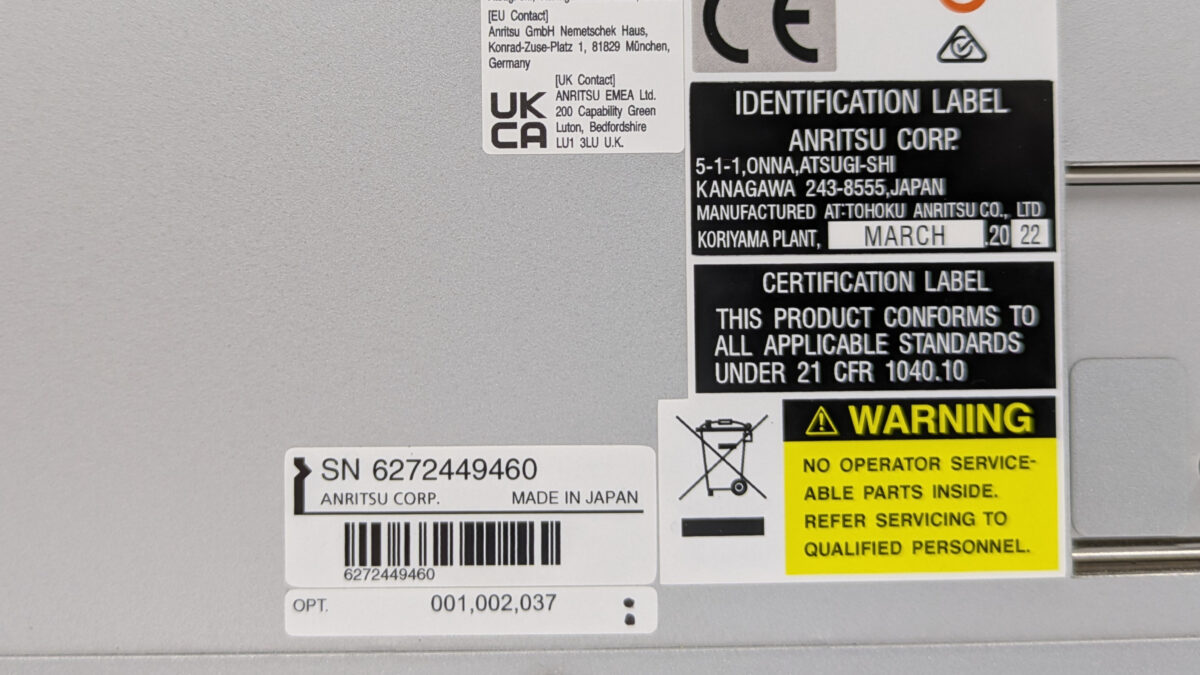 [EU Contact]
Anritsu GmbH Nemetschek Haus,
Konrad-Zuse-Platz 1, 81829 München,
Germany
[UK Contact]
UK
CA
ANRITSU EMEA Ltd.
200 Capability Green
Luton, Bedfordshire
LU1 3LU U.K.
CE
IDENTIFICATION LABEL
ANRITSU CORP.
5-1-1,ONNA,ATSUGI-SHI
KANAGAWA 243-8555,JAPAN
MANUFACTURED AT:TOHOKU ANRITSU CO., LTD
KORIYAMA PLANT, MARCH .20 22
CERTIFICATION LABEL
THIS PRODUCT CONFORMS TO
ALL APPLICABLE STANDARDS
UNDER 21 CFR 1040.10
WARNING
NO OPERATOR SERVICE-
ABLE PARTS INSIDE.
REFER SERVICING TO
QUALIFIED PERSONNEL.
SN 6272449460
ANRITSU CORP. MADE IN JAPAN
6272449460
OPT. 001,002,037